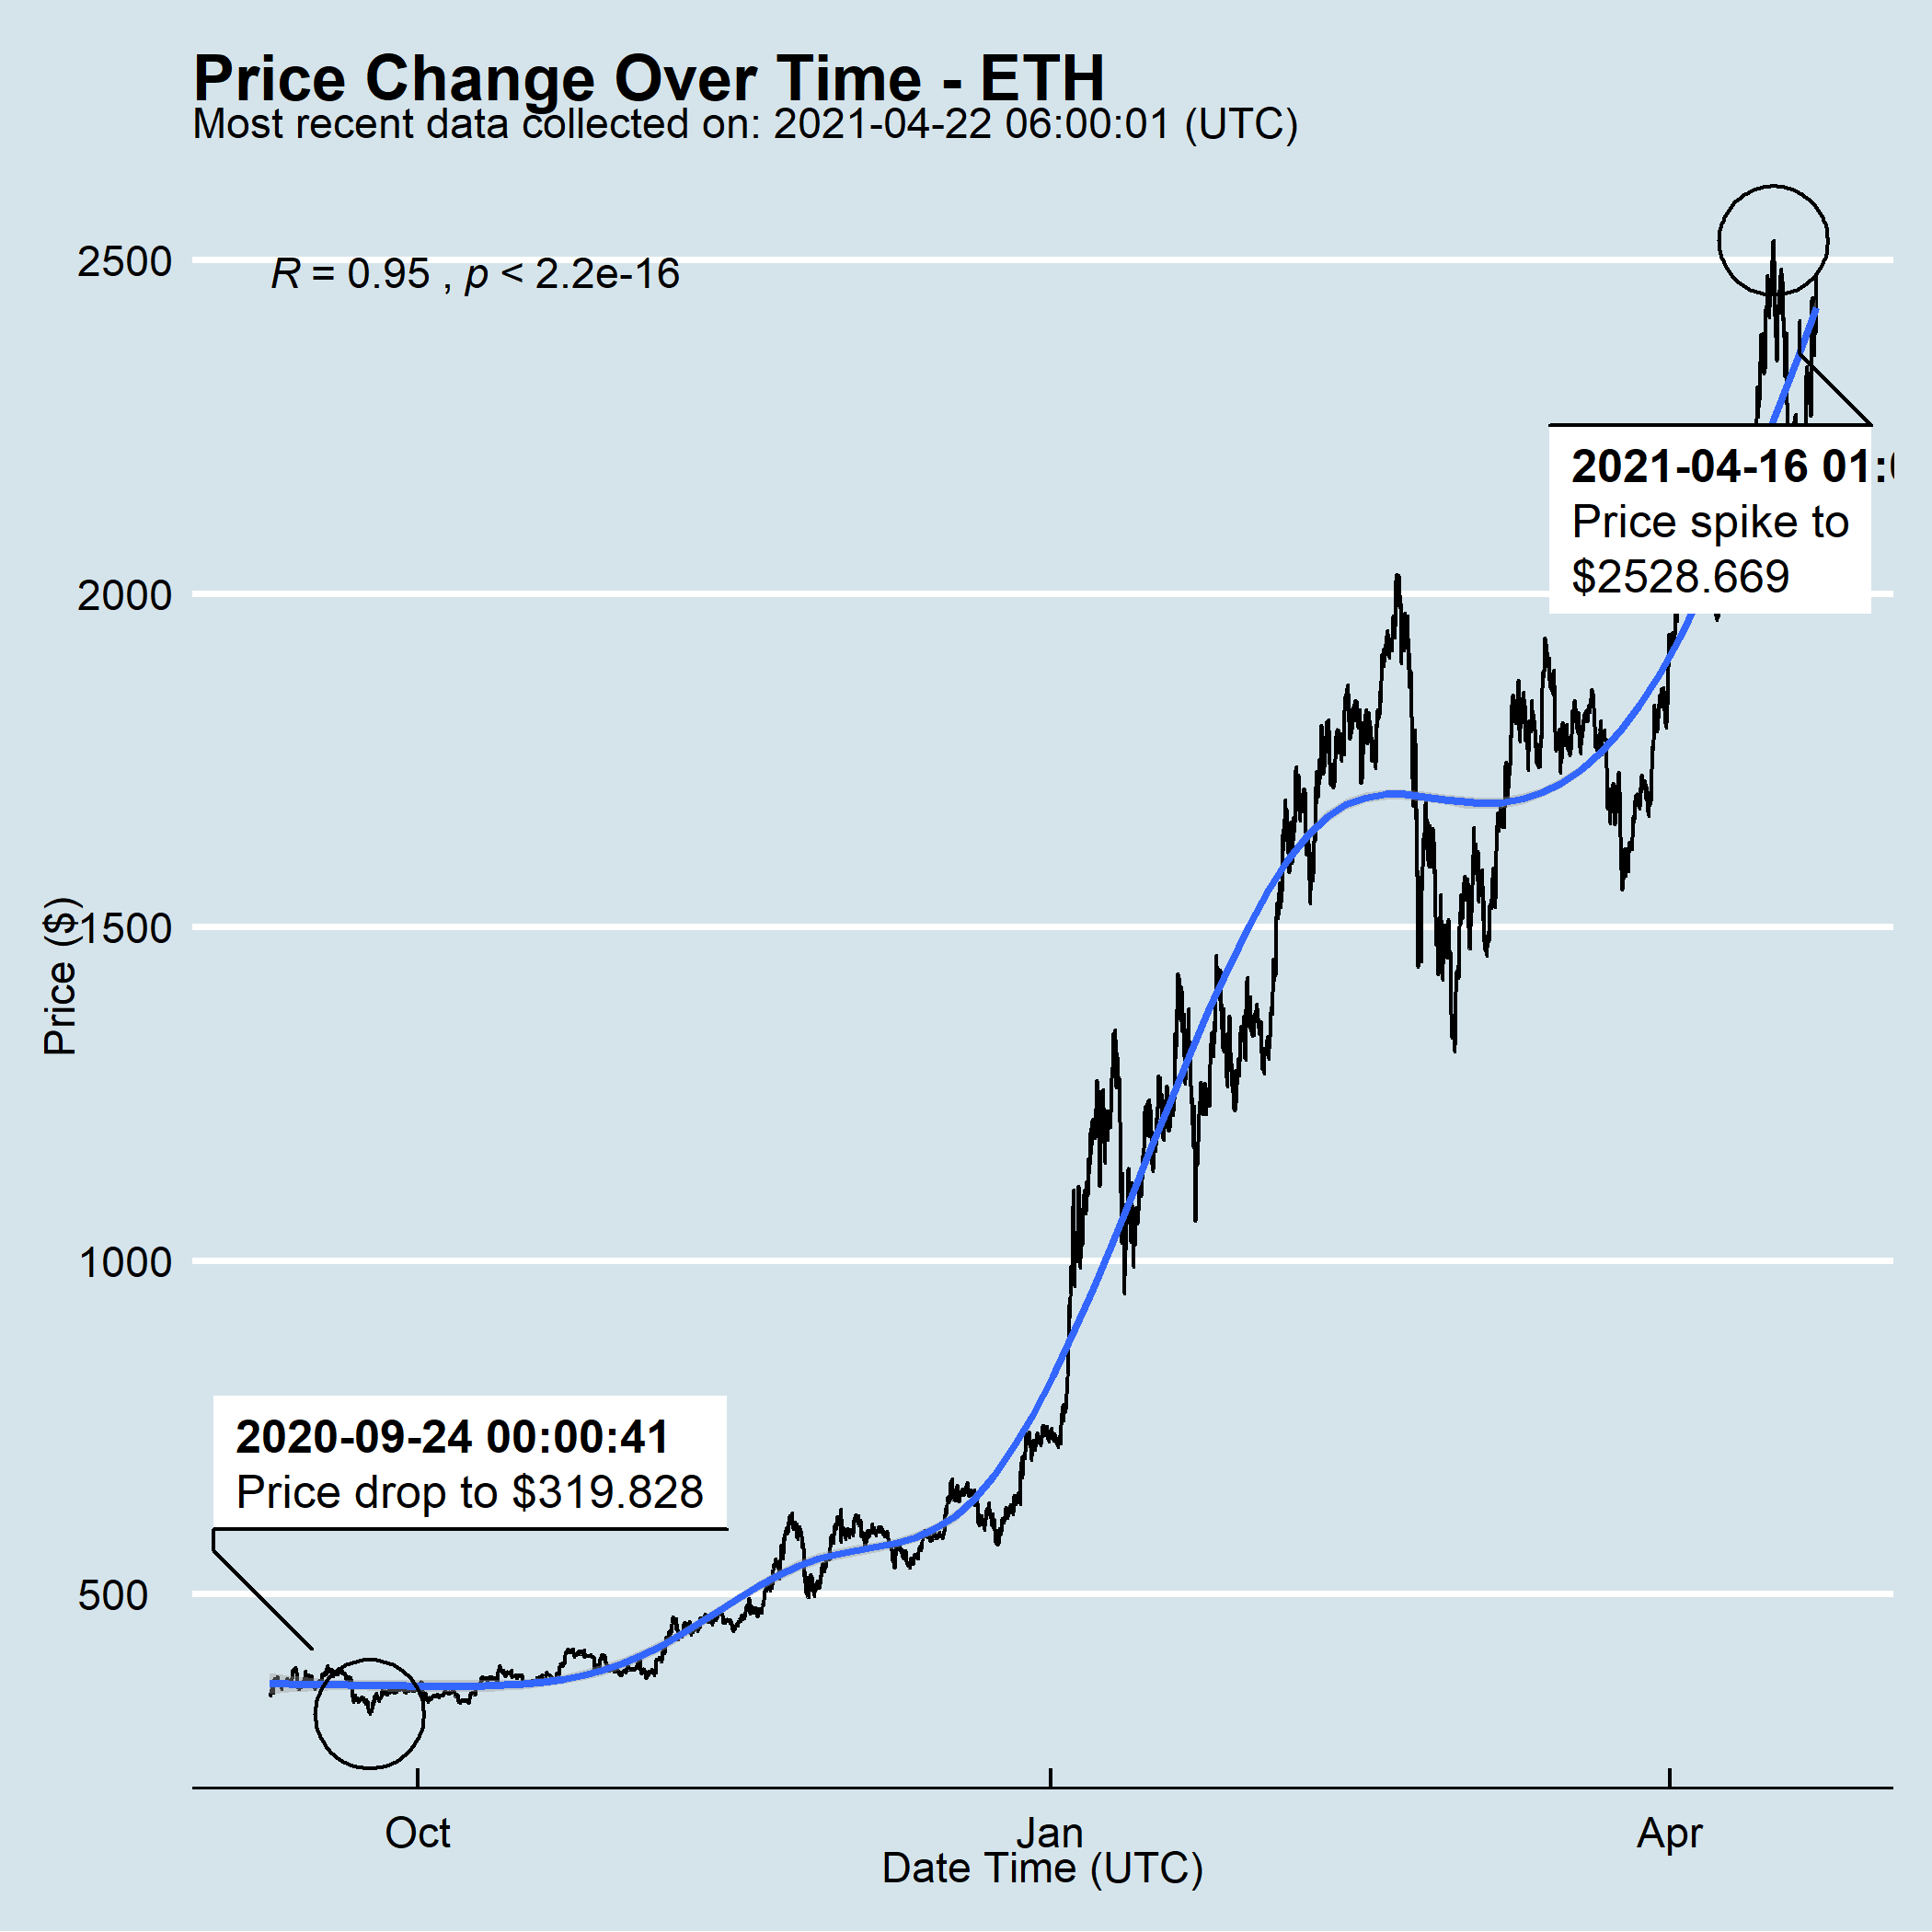 Price Change Over Time - ETH
Most recent data collected on: 2021-04-22 06:00:01 (UTC)
R = 0.95 , p < 2.2e-16
2500
2000
1500
1000
500
Price ($)
2021-04-16 01:
Price spike to
$2528.669
2020-09-24 00:00:41
Price drop to $319.828
Oct
Jan
Apr
Date Time (UTC)